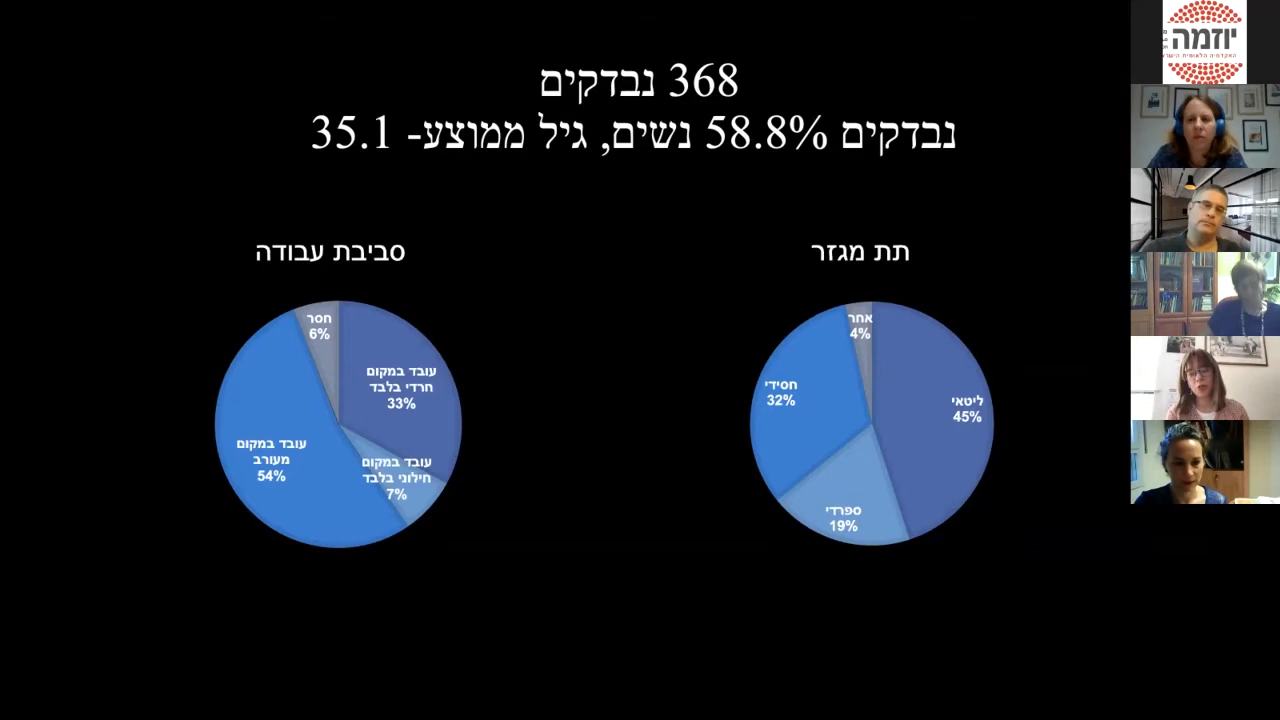 368 נבדקים
נבדקים 58.8% נשים, גיל ממוצע- 35.1
תת מגזר
אחר
4%
ליטאי
45%
ספרדי
19%
חסידי
32%
סביבת עבודה
חסר
6%
עובד במקום
חרדי בלבד
33%
עובד במקום
חילוני בלבד
7%
עובד במקום
מעורב
54%
יוזמה